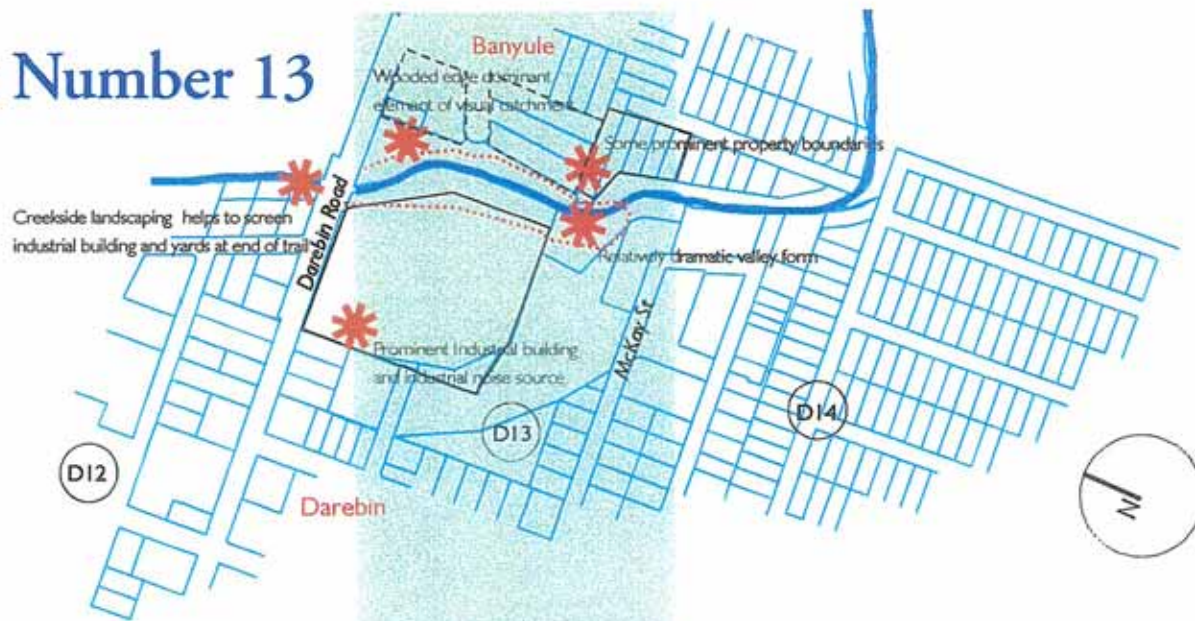 Number 13
Banyule
Wooded edge dominant
element of visual catchment
Some prominent property boundaries
Creekside landscaping helps to screen
industrial building and yards at end of trail
Darebin Road
Relatively dramatic valley form
Prominent Industrial building
and industrial noise source
McKay St
D12
D13
D14
Darebin
N